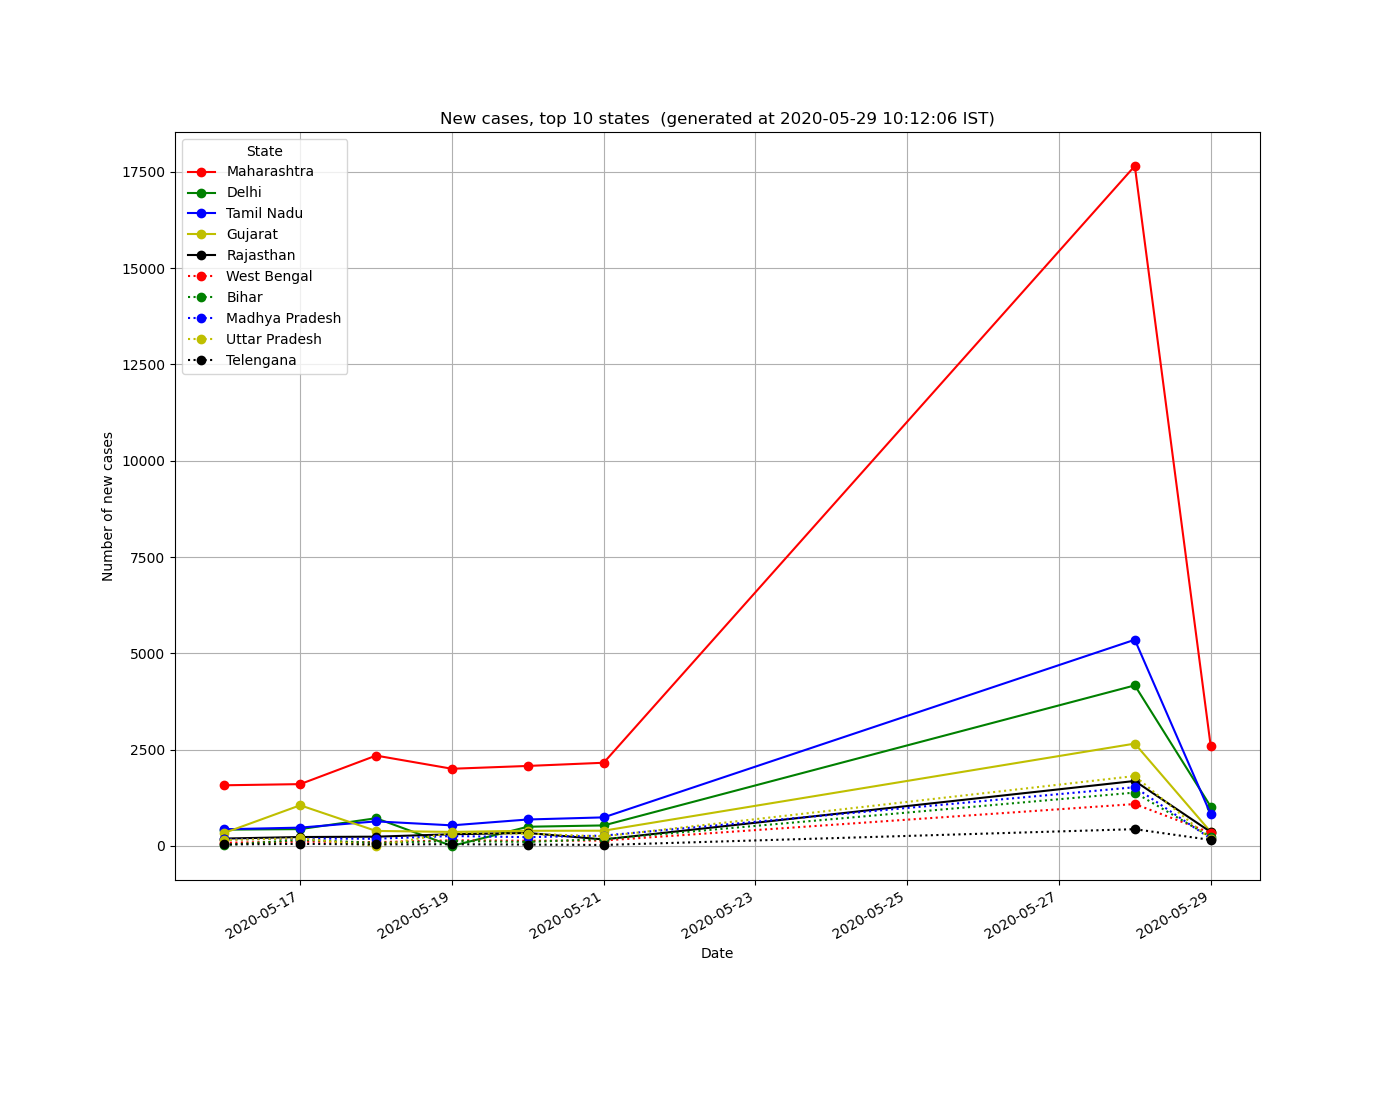 New cases, top 10 states  (generated at 2020-05-29 10:12:06 IST)
State
Maharashtra
Delhi
Tamil Nadu
Gujarat
Rajasthan
West Bengal
Bihar
Madhya Pradesh
Uttar Pradesh
Telengana
17500
15000
12500
10000
7500
5000
2500
0
Number of new cases
2020-05-17
2020-05-19
2020-05-21
2020-05-23
2020-05-25
2020-05-27
2020-05-29
Date